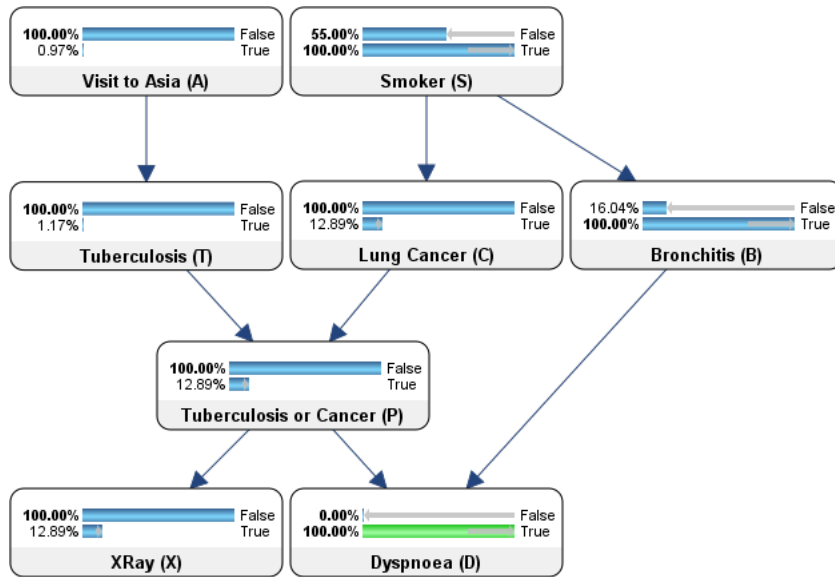 100.00% False
0.97% True
Visit to Asia (A)
55.00% False
100.00% True
Smoker (S)
100.00% False
1.17% True
Tuberculosis (T)
100.00% False
12.89% True
Lung Cancer (C)
16.04% False
100.00% True
Bronchitis (B)
100.00% False
12.89% True
Tuberculosis or Cancer (P)
100.00% False
12.89% True
XRay (X)
0.00% False
100.00% True
Dyspnoea (D)